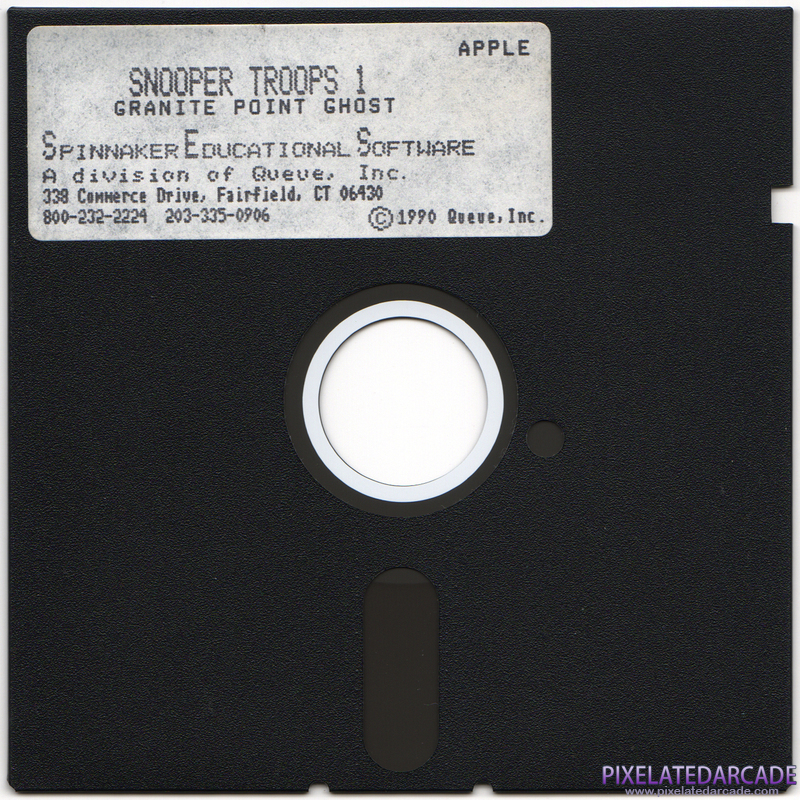 APPLE
SNOOPER TROOPS 1
GRANITE POINT GHOST
SPINNAKER EDUCATIONAL SOFTWARE
A division of Queue, Inc.
338 Commerce Drive, Fairfield, CT 06430
800-232-2224 203-335-0906 ©1990 Queue, Inc.
PIXELATEDARCADE
www.pixelatedarcade.com